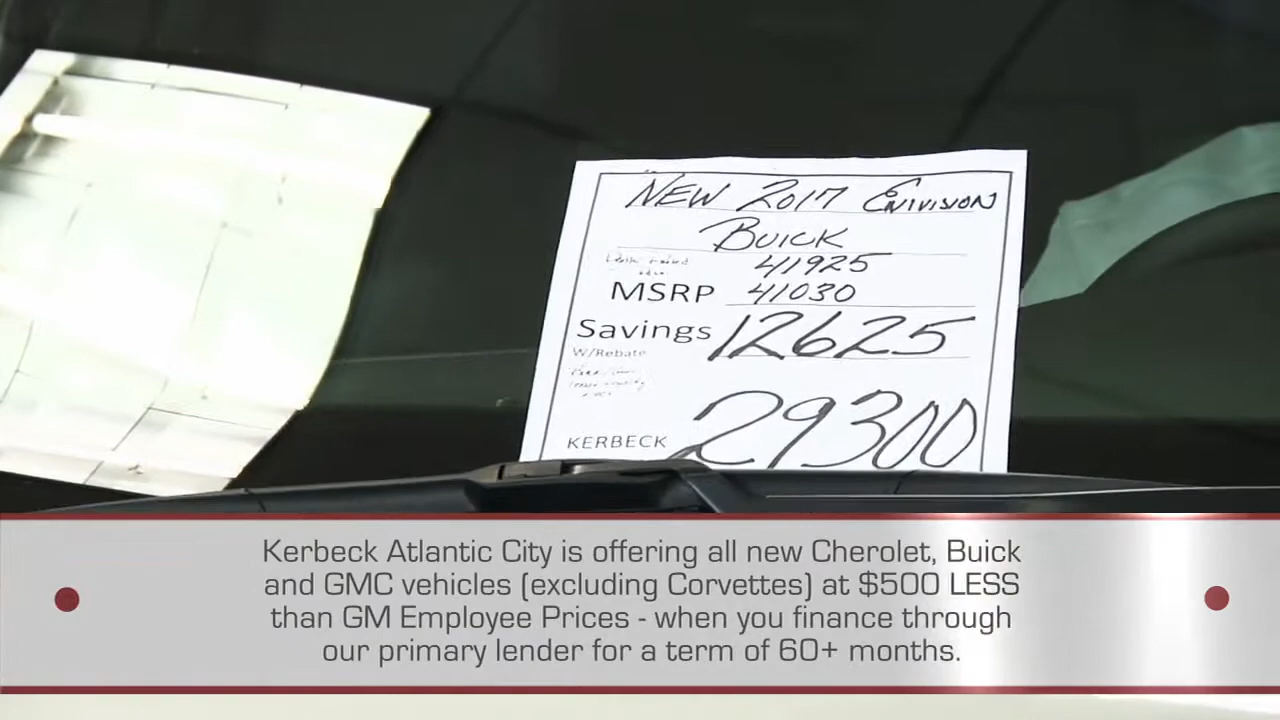 NEW 2017 ENIVISION
BUICK
41925
MSRP 41030
Savings 12625
W/Rebate
KERBECK 29300
Kerbeck Atlantic City is offering all new Cherolet, Buick
and GMC vehicles (excluding Corvettes) at $500 LESS
than GM Employee Prices - when you finance through
our primary lender for a term of 60+ months.